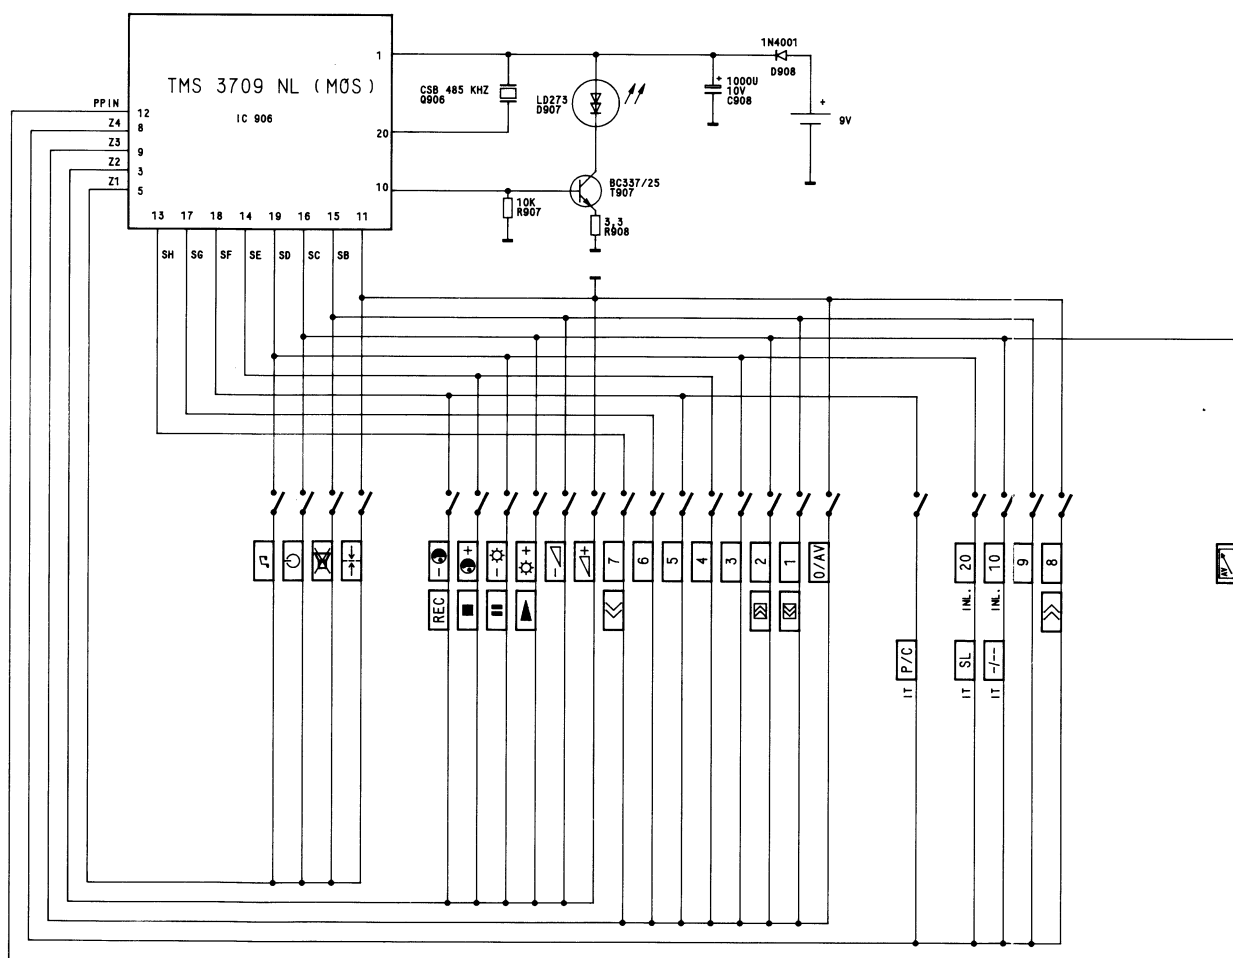 1N4001
D908
1
TMS 3709 NL (MOS)
IC 906
CSB 485 KHZ
Q906
LD273
D907
+
1000U
10V
C908
+
9V
PPIN
12
Z4
8
Z3
9
Z2
3
Z1
5
20
10
BC337/25
T907
10K
R907
3,3
R908
13
17
18
14
19
16
15
11
SH
SG
SF
SE
SD
SC
SB
-
+
-
+
-
+
7
6
5
4
3
2
1
0/AV
20
10
9
8
AV
INL.
INL.
REC
P/C
SL
-/--
IT
IT
IT